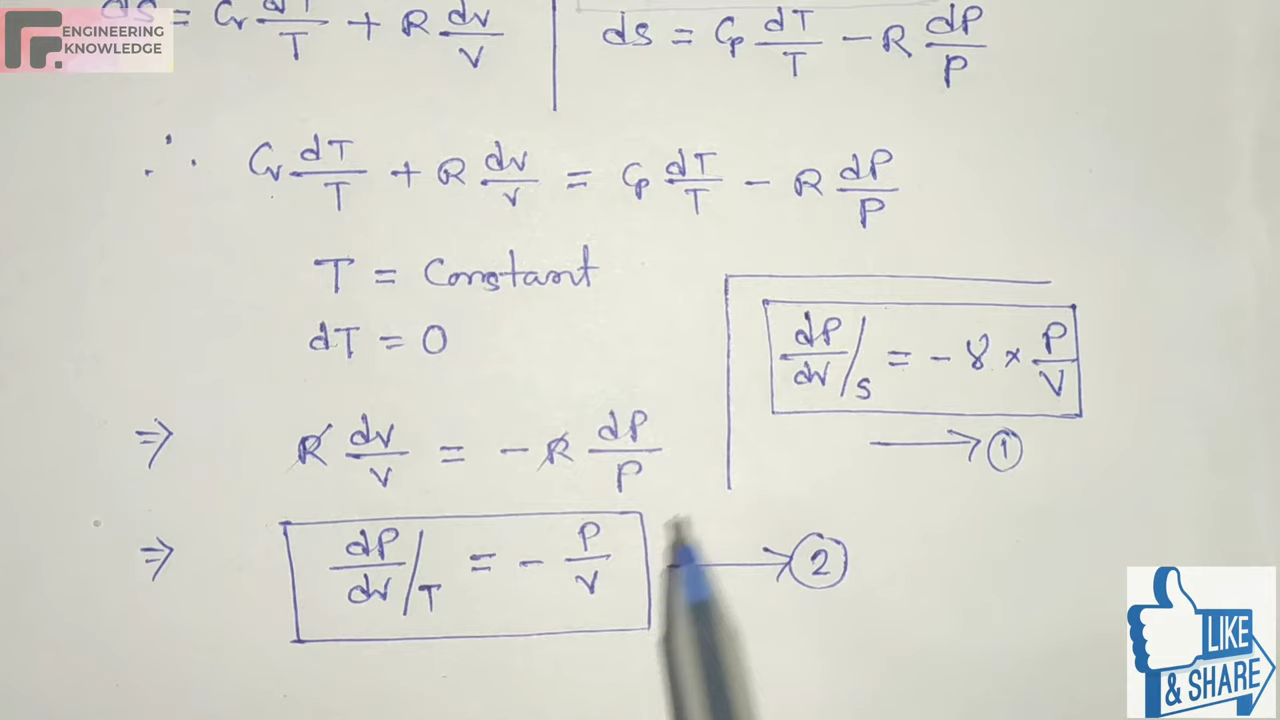 ENGINEERING
KNOWLEDGE
ds = Cv dT/T + R dv/v
ds = Cp dT/T - R dP/P
∴ Cv dT/T + R dv/v = Cp dT/T - R dP/P
T = Constant
dT = 0
dP/dv/s = - γ × P/V
→ 1
⇒ R dv/v = - R dP/P
⇒ dP/dv/T = - P/v → 2
LIKE
& SHARE